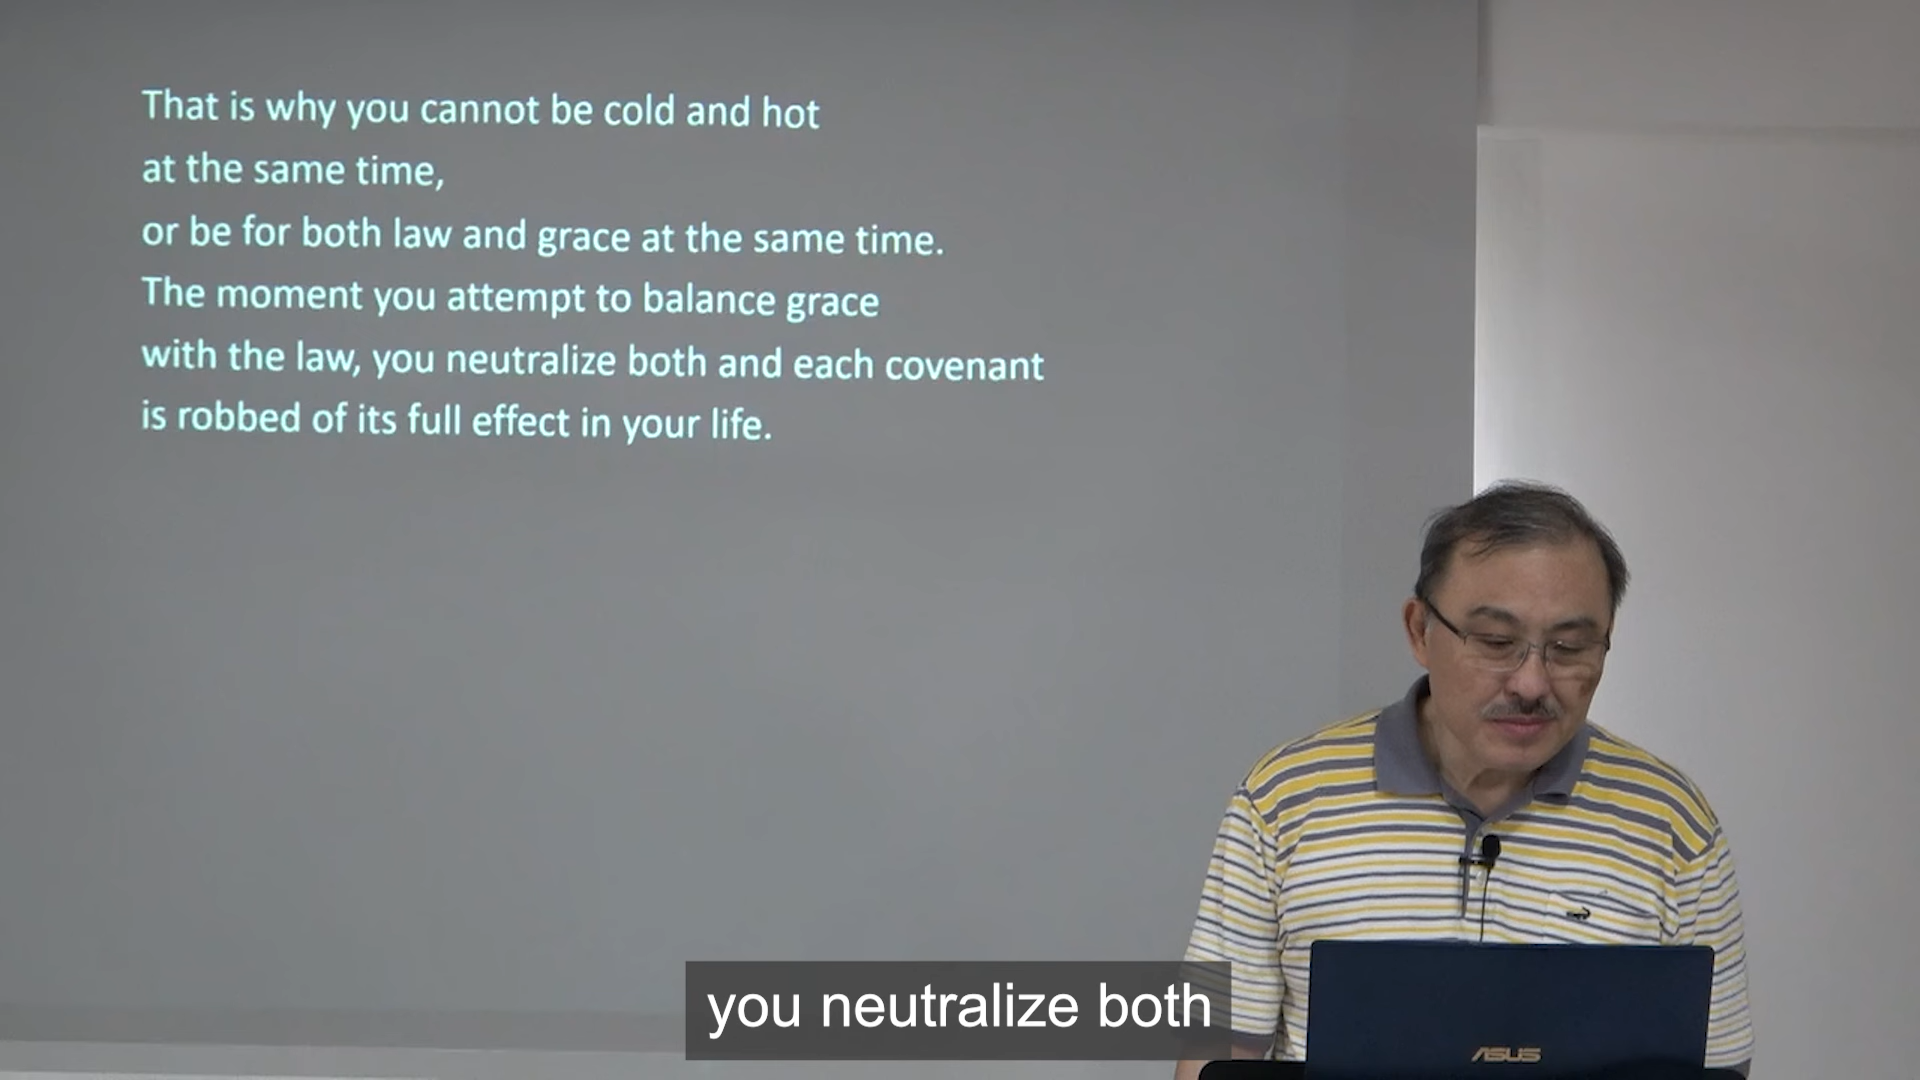 That is why you cannot be cold and hot
at the same time,
or be for both law and grace at the same time.
The moment you attempt to balance grace
with the law, you neutralize both and each covenant
is robbed of its full effect in your life.
you neutralize both
ASUS